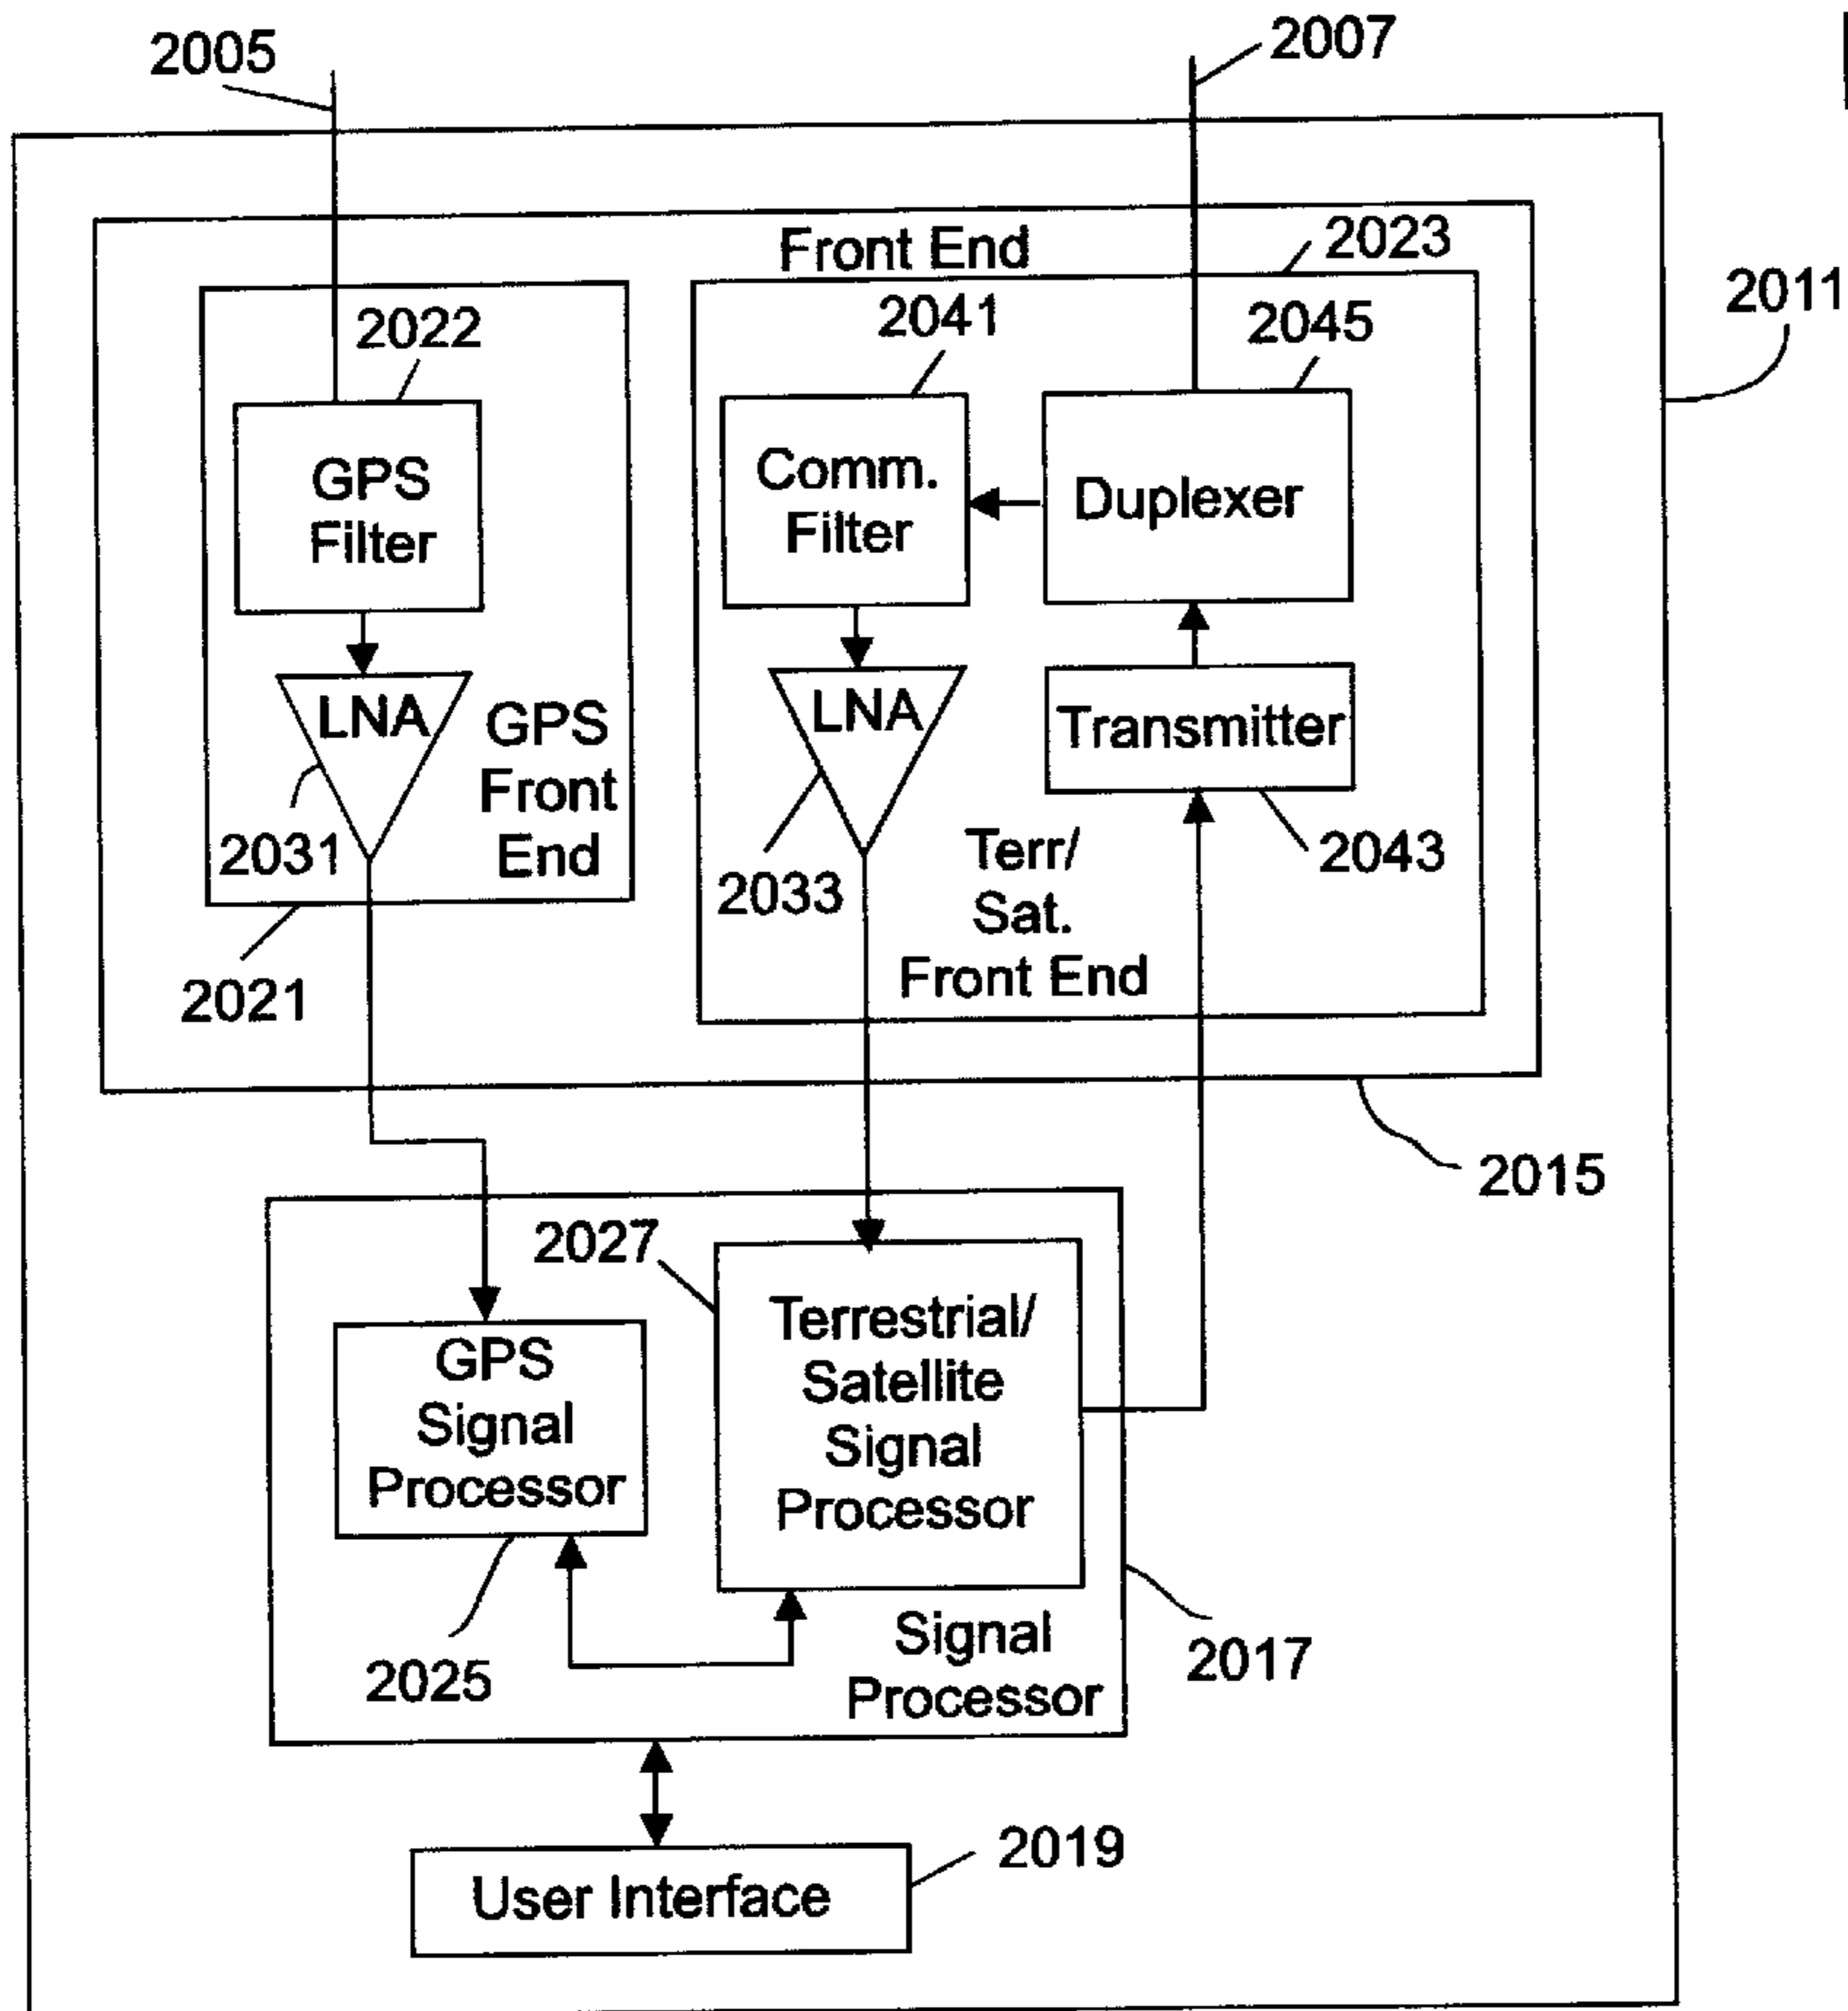 2005
2007
Front End
2023
2011
2022
2041
2045
GPS
Filter
Comm.
Filter
Duplexer
LNA
GPS
Front
End
LNA
Transmitter
2031
2033
Terr/
Sat.
Front End
2043
2021
2015
2027
GPS
Signal
Processor
Terrestrial/
Satellite
Signal
Processor
2025
Signal
Processor
2017
User Interface
2019